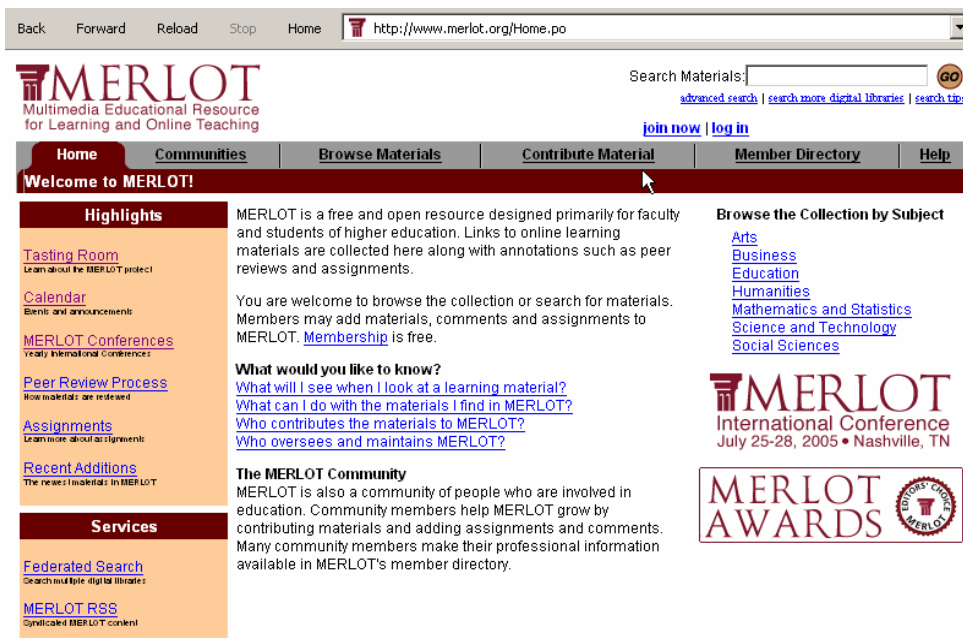 Back Forward Reload Stop Home http://www.merlot.org/Home.po
MERLOT
Multimedia Educational Resource
for Learning and Online Teaching
Search Materials: GO
advanced search | search more digital libraries | search tips
join now | log in
Home Communities Browse Materials Contribute Material Member Directory Help
Welcome to MERLOT!
Highlights
Tasting Room
Learn about the MERLOT project
Calendar
Events and announcements
MERLOT Conferences
Yearly International Conferences
Peer Review Process
How materials are reviewed
Assignments
Learn more about assignments
Recent Additions
The newest materials in MERLOT
Services
Federated Search
Search multiple digital libraries
MERLOT RSS
Syndicated MERLOT content
MERLOT is a free and open resource designed primarily for faculty
and students of higher education. Links to online learning
materials are collected here along with annotations such as peer
reviews and assignments.
You are welcome to browse the collection or search for materials.
Members may add materials, comments and assignments to
MERLOT. Membership is free.
What would you like to know?
What will I see when I look at a learning material?
What can I do with the materials I find in MERLOT?
Who contributes the materials to MERLOT?
Who oversees and maintains MERLOT?
The MERLOT Community
MERLOT is also a community of people who are involved in
education. Community members help MERLOT grow by
contributing materials and adding assignments and comments.
Many community members make their professional information
available in MERLOT's member directory.
Browse the Collection by Subject
Arts
Business
Education
Humanities
Mathematics and Statistics
Science and Technology
Social Sciences
MERLOT
International Conference
July 25-28, 2005 • Nashville, TN
MERLOT
AWARDS
EDITORS' CHOICE
MERLOT